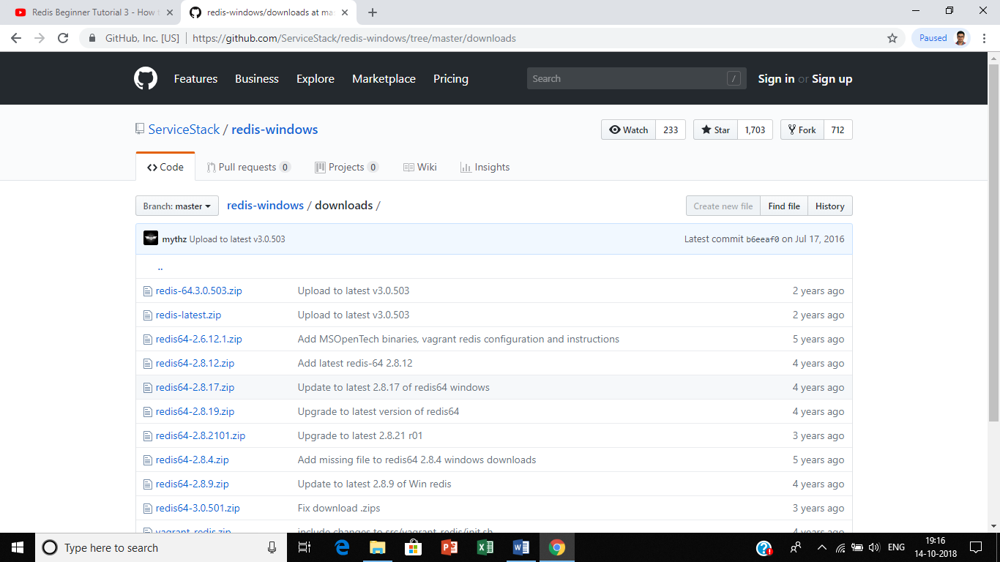 Redis Beginner Tutorial 3 - How
redis-windows/downloads at mas
GitHub, Inc. [US] | https://github.com/ServiceStack/redis-windows/tree/master/downloads
Paused
Features Business Explore Marketplace Pricing
Search /
Sign in or Sign up
ServiceStack / redis-windows
Watch 233 Star 1,703 Fork 712
Code Pull requests 0 Projects 0 Wiki Insights
Branch: master redis-windows / downloads /
Create new file Find file History
mythz Upload to latest v3.0.503 Latest commit b6eeaf0 on Jul 17, 2016
..
redis-64.3.0.503.zip Upload to latest v3.0.503 2 years ago
redis-latest.zip Upload to latest v3.0.503 2 years ago
redis64-2.6.12.1.zip Add MSOpenTech binaries, vagrant redis configuration and instructions 5 years ago
redis64-2.8.12.zip Add latest redis-64 2.8.12 4 years ago
redis64-2.8.17.zip Update to latest 2.8.17 of redis64 windows 4 years ago
redis64-2.8.19.zip Upgrade to latest version of redis64 4 years ago
redis64-2.8.2101.zip Upgrade to latest 2.8.21 r01 3 years ago
redis64-2.8.4.zip Add missing file to redis64 2.8.4 windows downloads 5 years ago
redis64-2.8.9.zip Update to latest 2.8.9 of Win redis 4 years ago
redis64-3.0.501.zip Fix download .zips 3 years ago
vagrant-redis.zip include changes to src/vagrant-redis/init.sh 4 years ago
Type here to search
ENG
19:16
14-10-2018